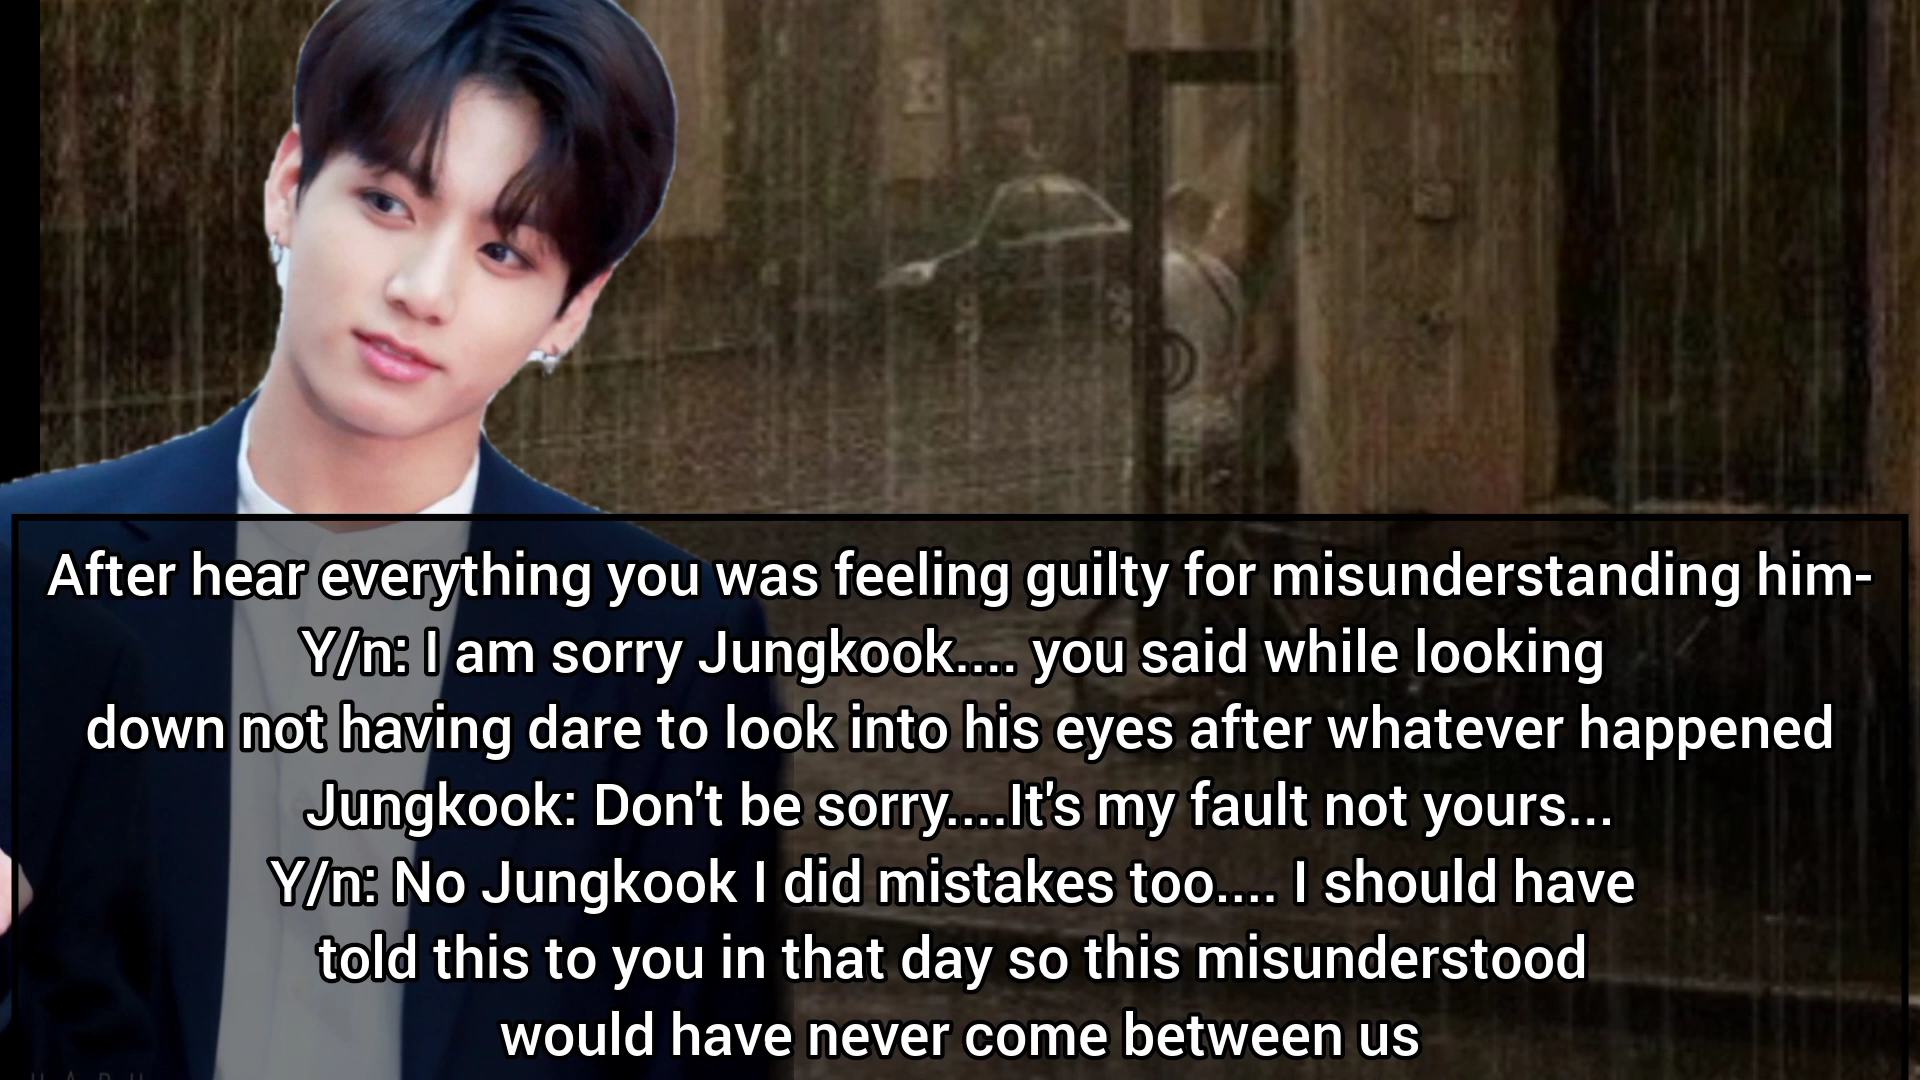 After hear everything you was feeling guilty for misunderstanding him-
Y/n: I am sorry Jungkook.... you said while looking
down not having dare to look into his eyes after whatever happened
Jungkook: Don't be sorry....It's my fault not yours...
Y/n: No Jungkook I did mistakes too.... I should have
told this to you in that day so this misunderstood
would have never come between us